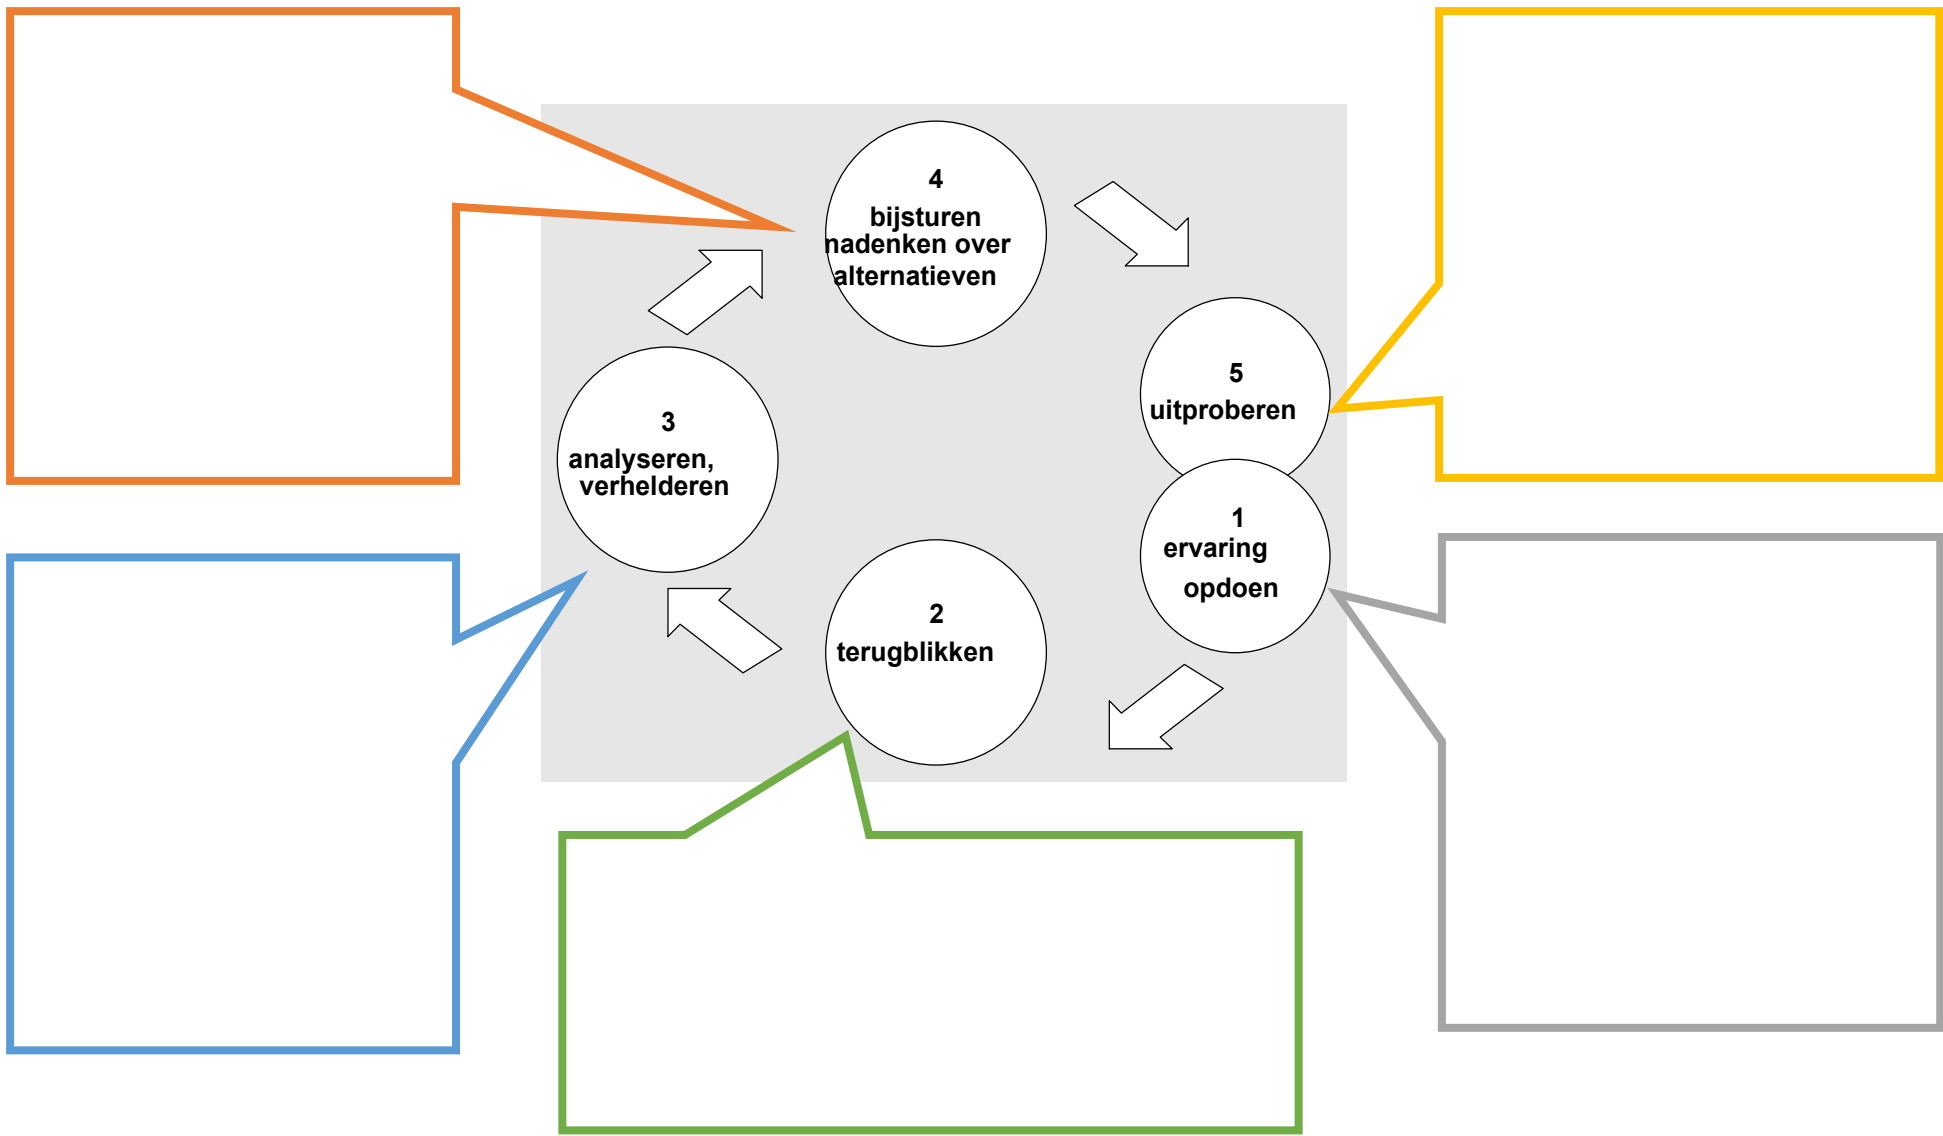 4
bijsturen
nadenken over
alternatieven
5
uitproberen
3
analyseren,
verhelderen
1
ervaring
opdoen
2
terugblikken